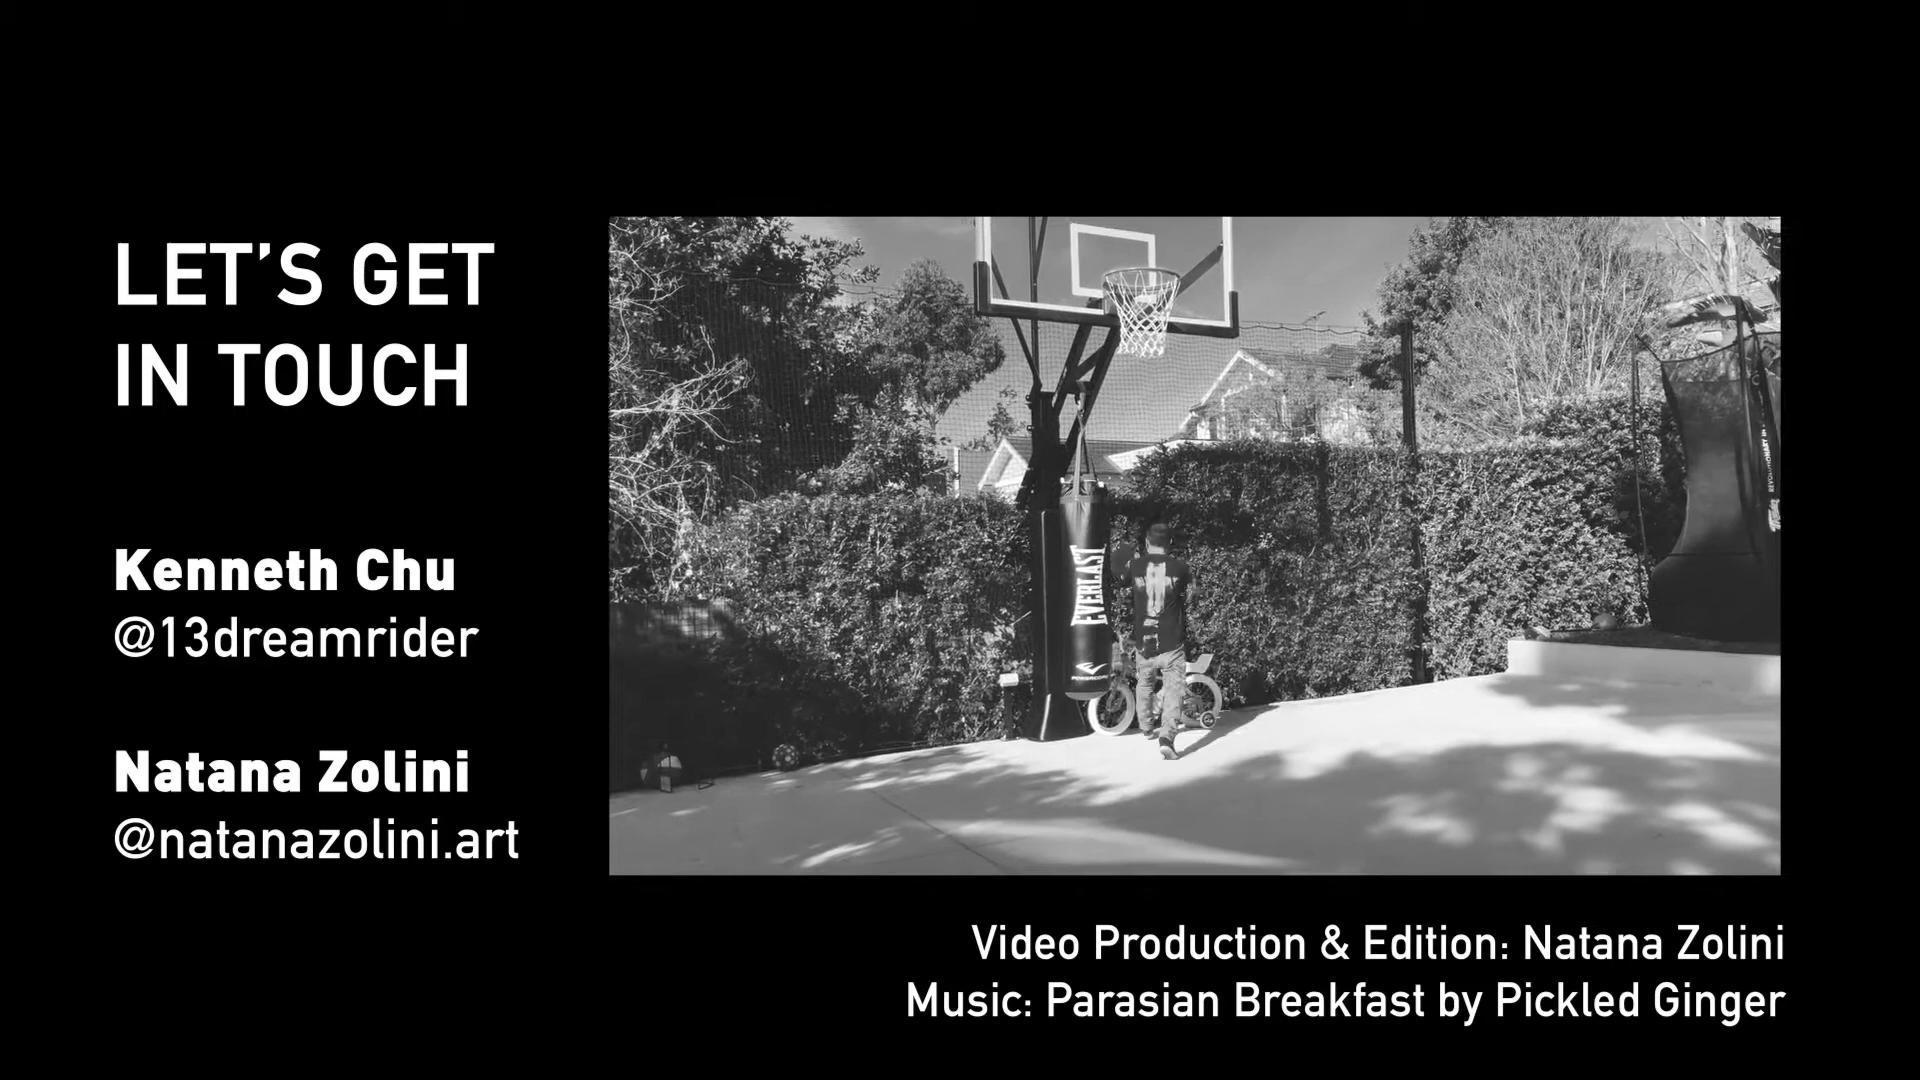 LET’S GET
IN TOUCH
Kenneth Chu
@13dreamrider
Natana Zolini
@natanazolini.art
EVERLAST
POWERCORE
Video Production & Edition: Natana Zolini
Music: Parasian Breakfast by Pickled Ginger